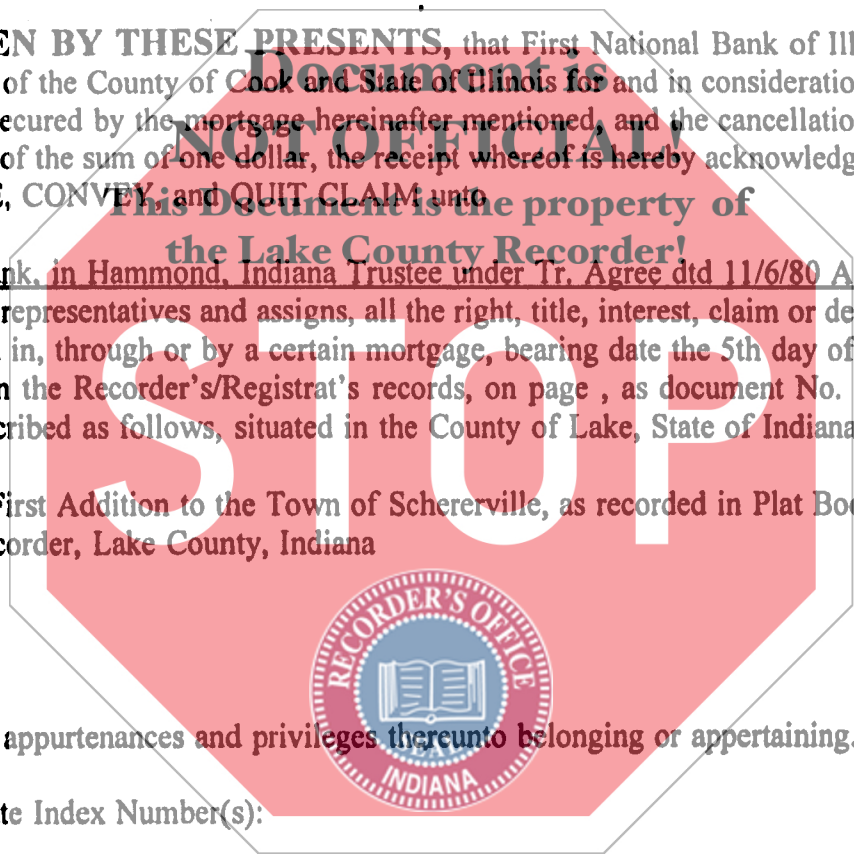 EN BY THESE PRESENTS, that First National Bank of Ill
of the County of Cook and State of Illinois for and in consideratio
Document is
ecured by the mortgage hereinafter mentioned, and the cancellatio
NOT OFFICIAL!
of the sum of one dollar, the receipt whereof is hereby acknowledg
E, CONVEY, and QUIT CLAIM unto
This Document is the property of
the Lake County Recorder!
nk, in Hammond, Indiana Trustee under Tr. Agree dtd 11/6/80 A
representatives and assigns, all the right, title, interest, claim or de
in, through or by a certain mortgage, bearing date the 5th day of
n the Recorder's/Registrat's records, on page , as document No.
cribed as follows, situated in the County of Lake, State of Indiana
STOP
First Addition to the Town of Schererville, as recorded in Plat Boo
corder, Lake County, Indiana
RECORDER'S OFFICE
appurtenances and privileges thereunto belonging or appertaining.
SEAL
INDIANA
te Index Number(s):